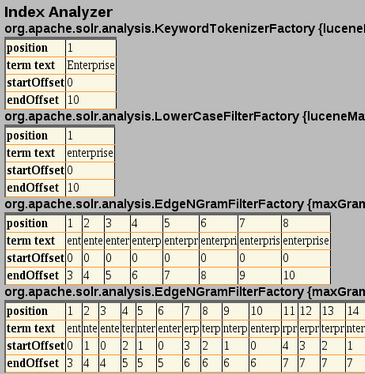 Index Analyzer
org.apache.solr.analysis.KeywordTokenizerFactory {lucene
position 1
term text Enterprise
startOffset 0
endOffset 10
org.apache.solr.analysis.LowerCaseFilterFactory {luceneMa
position 1
term text enterprise
startOffset 0
endOffset 10
org.apache.solr.analysis.EdgeNGramFilterFactory {maxGram
position 1 2 3 4 5 6 7 8
term text ent ente enter enterp enterpr enterpri enterpris enterprise
startOffset 0 0 0 0 0 0 0 0
endOffset 3 4 5 6 7 8 9 10
org.apache.solr.analysis.EdgeNGramFilterFactory {maxGram
position 1 2 3 4 5 6 7 8 9 10 11 12 13 14
term text ent nte ente ter nter enter erp terp nterp enterp rpr erpr terpr nterp
startOffset 0 1 0 2 1 0 3 2 1 0 4 3 2 1
endOffset 3 4 4 5 5 5 6 6 6 6 7 7 7 7